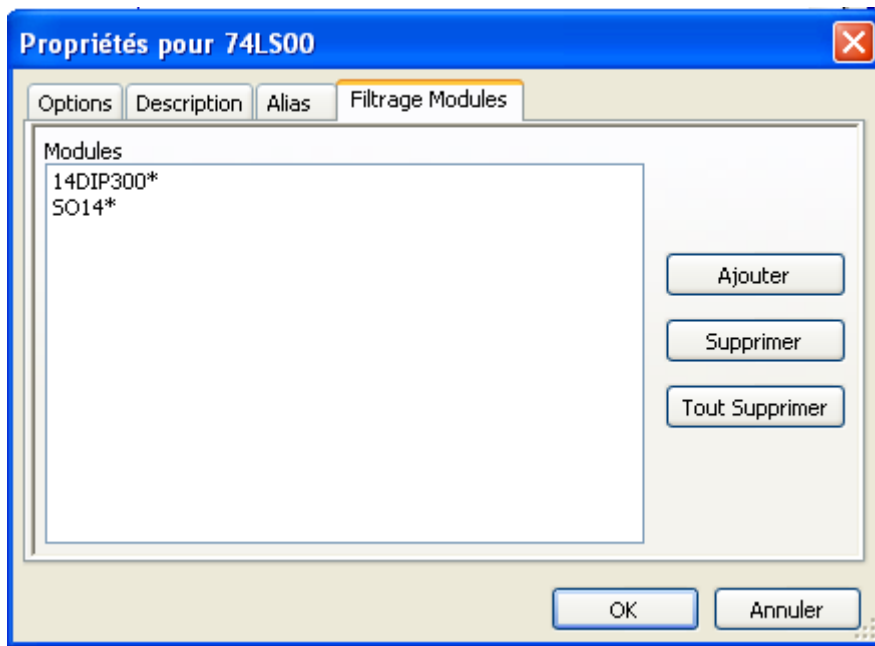 Propriétés pour 74LS00
Options Description Alias Filtrage Modules
Modules
14DIP300*
SO14*
Ajouter
Supprimer
Tout Supprimer
OK Annuler